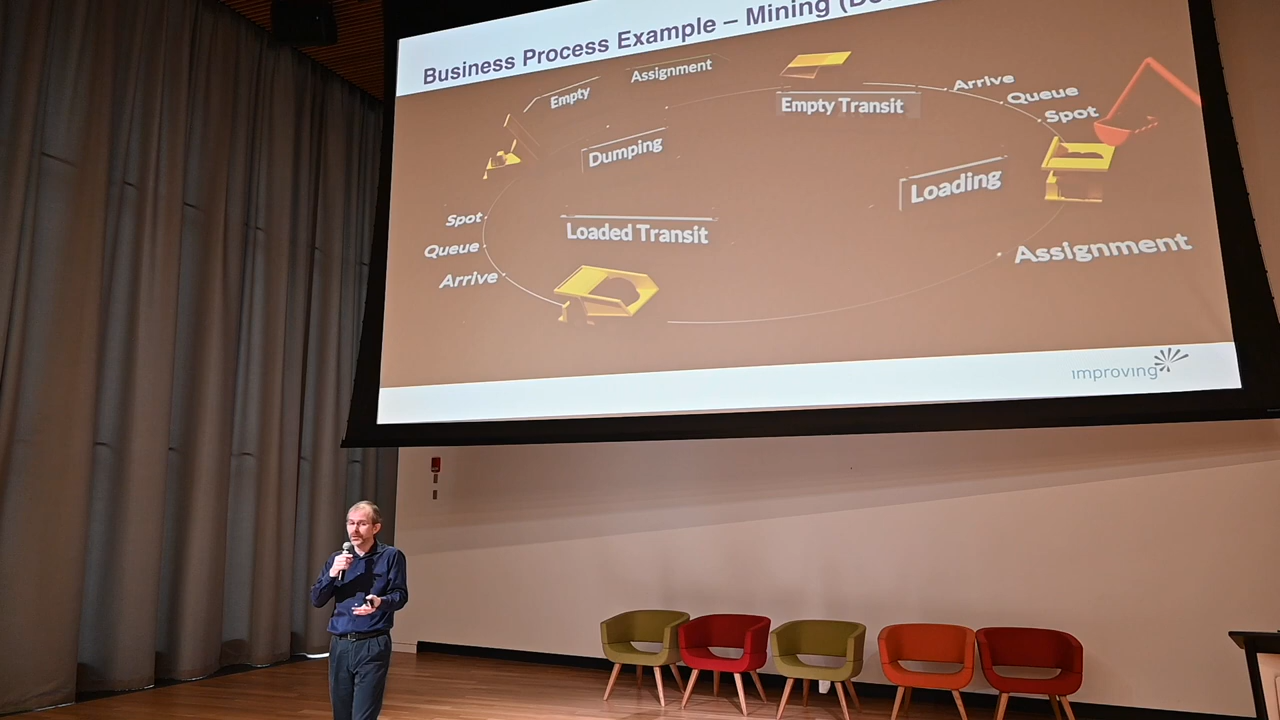 Business Process Example – Mining
Empty
Assignment
Empty Transit
Arrive
Queue
Spot
Dumping
Loading
Spot
Queue
Arrive
Loaded Transit
Assignment
improving